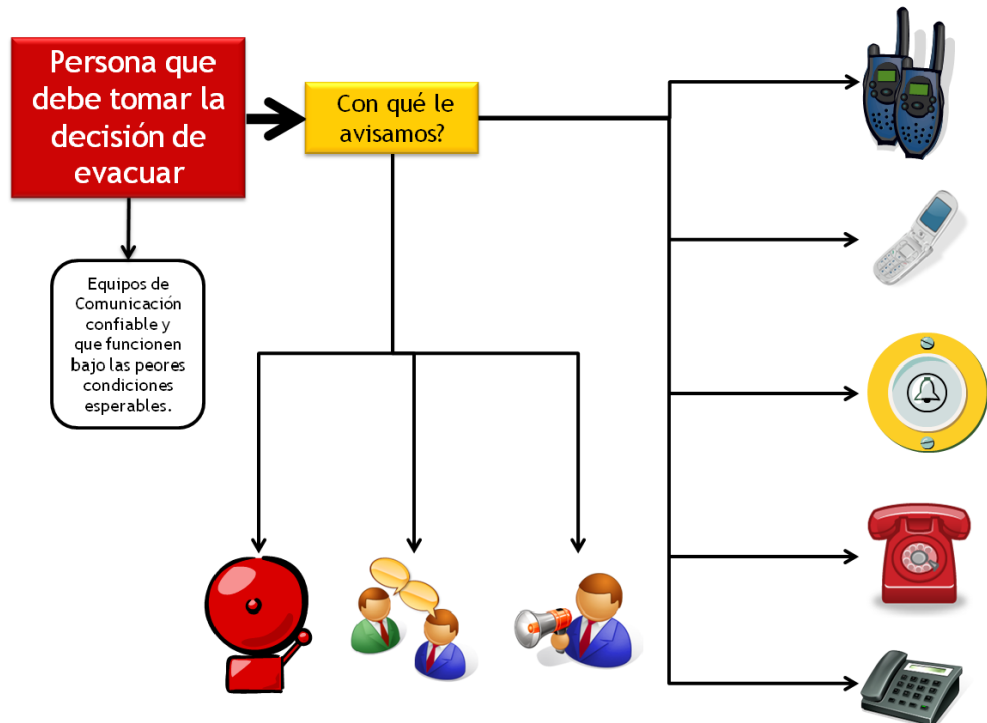 Persona que
debe tomar la
decisión de
evacuar
Con qué le
avisamos?
Equipos de
Comunicación
confiable y
que funcionen
bajo las peores
condiciones
esperables.